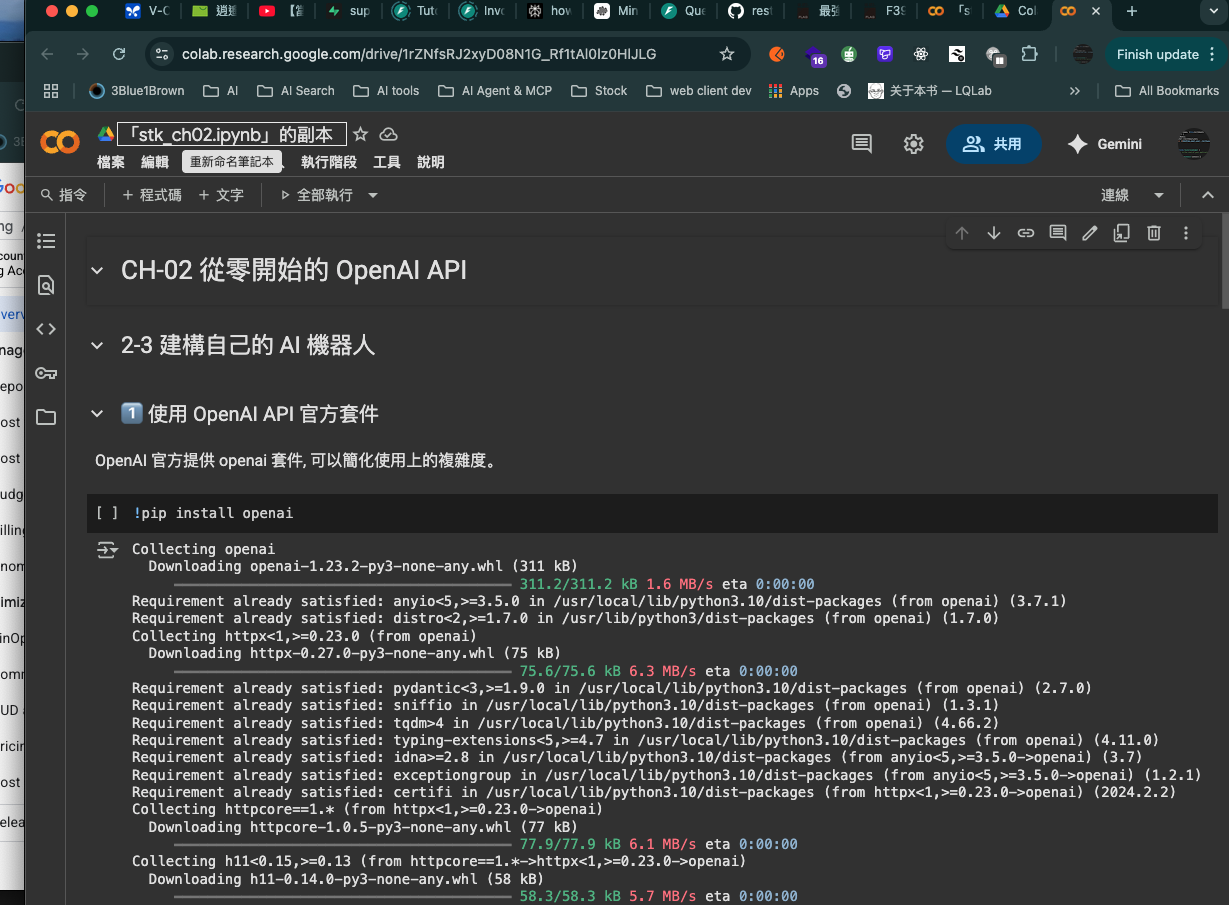 V-C
逍遙
【當
sup
Tuto
Invo
how
Min
Que
rest
最強
F3S
「s
Col
colab.research.google.com/drive/1rZNfsRJ2xyD08N1G_Rf1tAl0lz0HlJLG
16
Finish update
3Blue1Brown
AI
AI Search
AI tools
AI Agent & MCP
Stock
web client dev
Apps
关于本书 — LQLab
All Bookmarks
「stk_ch02.ipynb」的副本
檔案 編輯 執行階段 工具 說明
重新命名筆記本
共用
Gemini
指令
+ 程式碼 + 文字
全部執行
連線
CH-02 從零開始的 OpenAI API
2-3 建構自己的 AI 機器人
1 使用 OpenAI API 官方套件
OpenAI 官方提供 openai 套件, 可以簡化使用上的複雜度。
[ ] !pip install openai
Collecting openai
Downloading openai-1.23.2-py3-none-any.whl (311 kB)
311.2/311.2 kB 1.6 MB/s eta 0:00:00
Requirement already satisfied: anyio<5,>=3.5.0 in /usr/local/lib/python3.10/dist-packages (from openai) (3.7.1)
Requirement already satisfied: distro<2,>=1.7.0 in /usr/lib/python3/dist-packages (from openai) (1.7.0)
Collecting httpx<1,>=0.23.0 (from openai)
Downloading httpx-0.27.0-py3-none-any.whl (75 kB)
75.6/75.6 kB 6.3 MB/s eta 0:00:00
Requirement already satisfied: pydantic<3,>=1.9.0 in /usr/local/lib/python3.10/dist-packages (from openai) (2.7.0)
Requirement already satisfied: sniffio in /usr/local/lib/python3.10/dist-packages (from openai) (1.3.1)
Requirement already satisfied: tqdm>4 in /usr/local/lib/python3.10/dist-packages (from openai) (4.66.2)
Requirement already satisfied: typing-extensions<5,>=4.7 in /usr/local/lib/python3.10/dist-packages (from openai) (4.11.0)
Requirement already satisfied: idna>=2.8 in /usr/local/lib/python3.10/dist-packages (from anyio<5,>=3.5.0->openai) (3.7)
Requirement already satisfied: exceptiongroup in /usr/local/lib/python3.10/dist-packages (from anyio<5,>=3.5.0->openai) (1.2.1)
Requirement already satisfied: certifi in /usr/local/lib/python3.10/dist-packages (from httpx<1,>=0.23.0->openai) (2024.2.2)
Collecting httpcore==1.* (from httpx<1,>=0.23.0->openai)
Downloading httpcore-1.0.5-py3-none-any.whl (77 kB)
77.9/77.9 kB 6.1 MB/s eta 0:00:00
Collecting h11<0.15,>=0.13 (from httpcore==1.*->httpx<1,>=0.23.0->openai)
Downloading h11-0.14.0-py3-none-any.whl (58 kB)
58.3/58.3 kB 5.7 MB/s eta 0:00:00